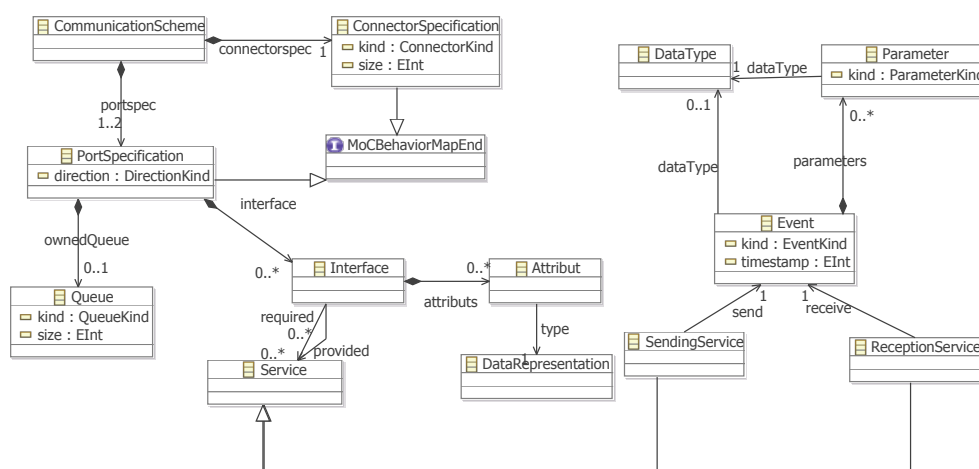 CommunicationScheme
ConnectorSpecification
kind : ConnectorKind
size : EInt
connectorspec
1
DataType
Parameter
kind : ParameterKind
1
dataType
0..1
0..*
portspec
1..2
I
MoCBehaviorMapEnd
PortSpecification
direction : DirectionKind
interface
dataType
parameters
ownedQueue
0..1
0..*
Interface
0..*
Attribut
attributs
Event
kind : EventKind
timestamp : EInt
Queue
kind : QueueKind
size : EInt
required
0..*
provided
0..*
type
1
1
send
1
receive
Service
DataRepresentation
SendingService
ReceptionService